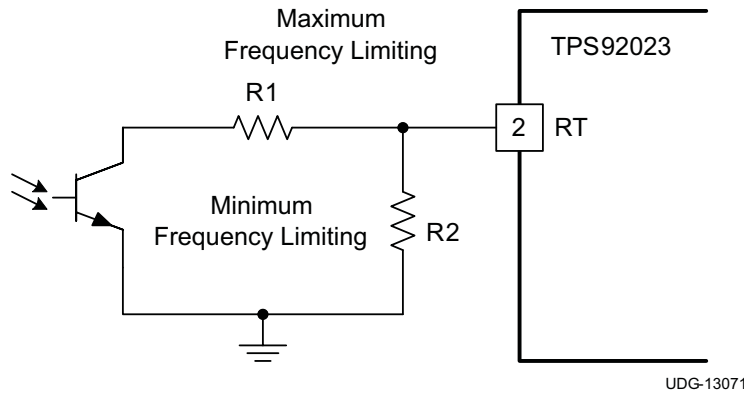 Maximum
Frequency Limiting
R1
TPS92023
2
RT
Minimum
Frequency Limiting
R2
UDG-13071